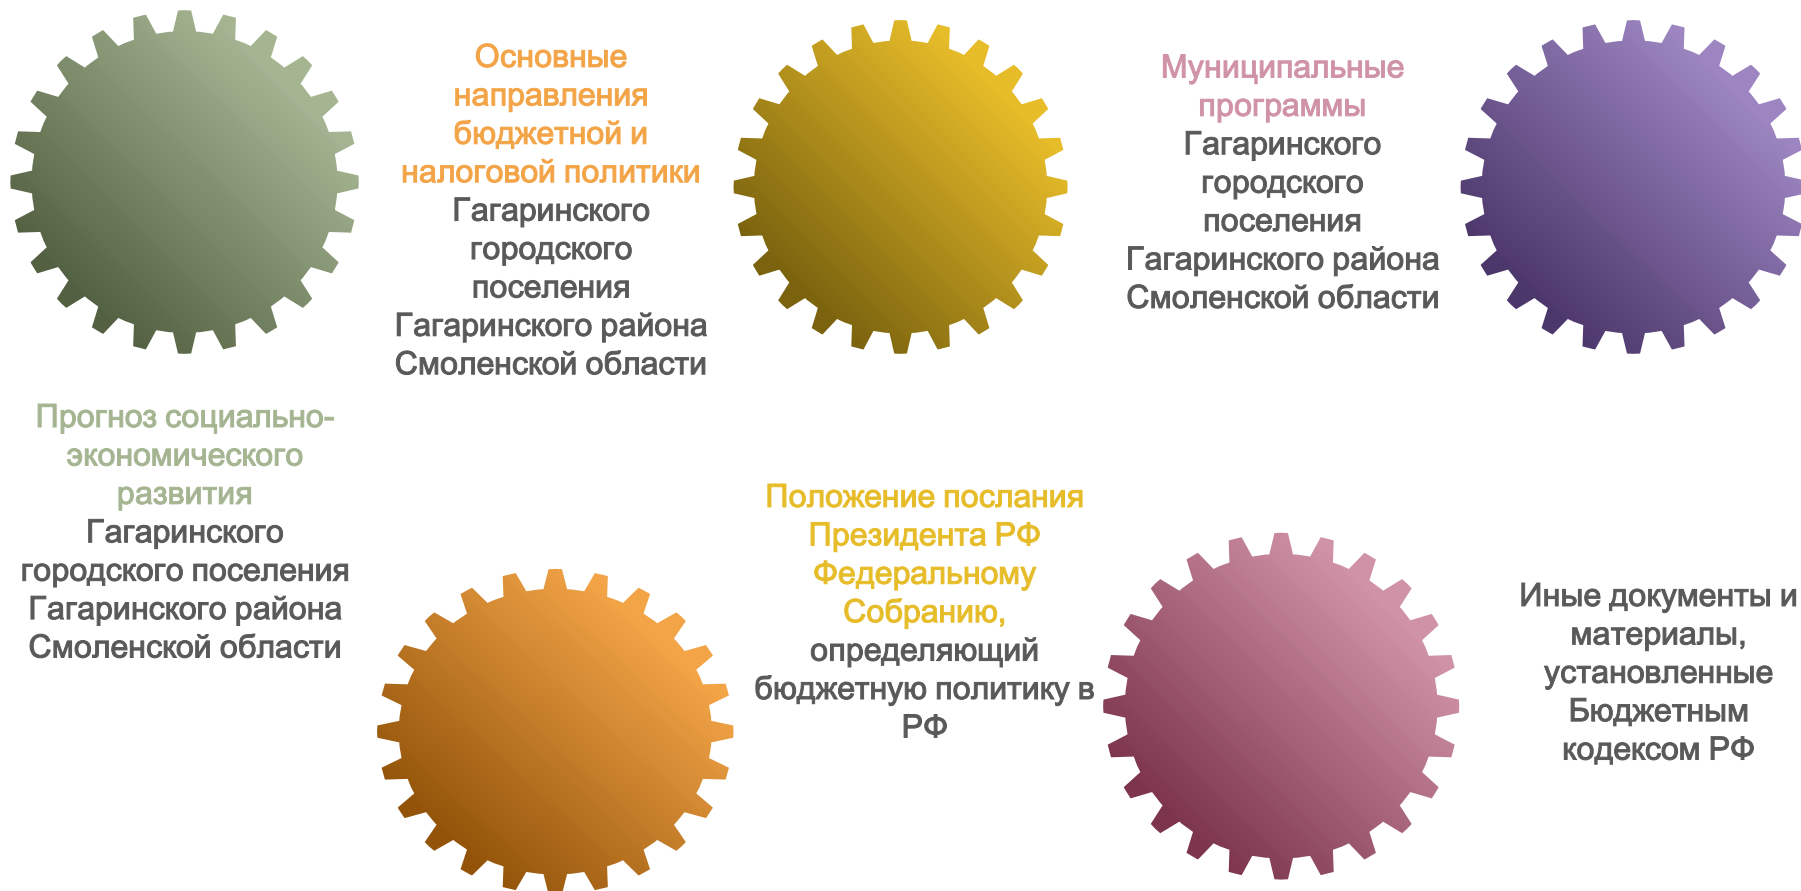 Основные
направления
бюджетной и
налоговой политики
Гагаринского
городского
поселения
Гагаринского района
Смоленской области
Муниципальные
программы
Гагаринского
городского
поселения
Гагаринского района
Смоленской области
Прогноз социально-
экономического
развития
Гагаринского
городского поселения
Гагаринского района
Смоленской области
Положение послания
Президента РФ
Федеральному
Собранию,
определяющий
бюджетную политику в
РФ
Иные документы и
материалы,
установленные
Бюджетным
кодексом РФ